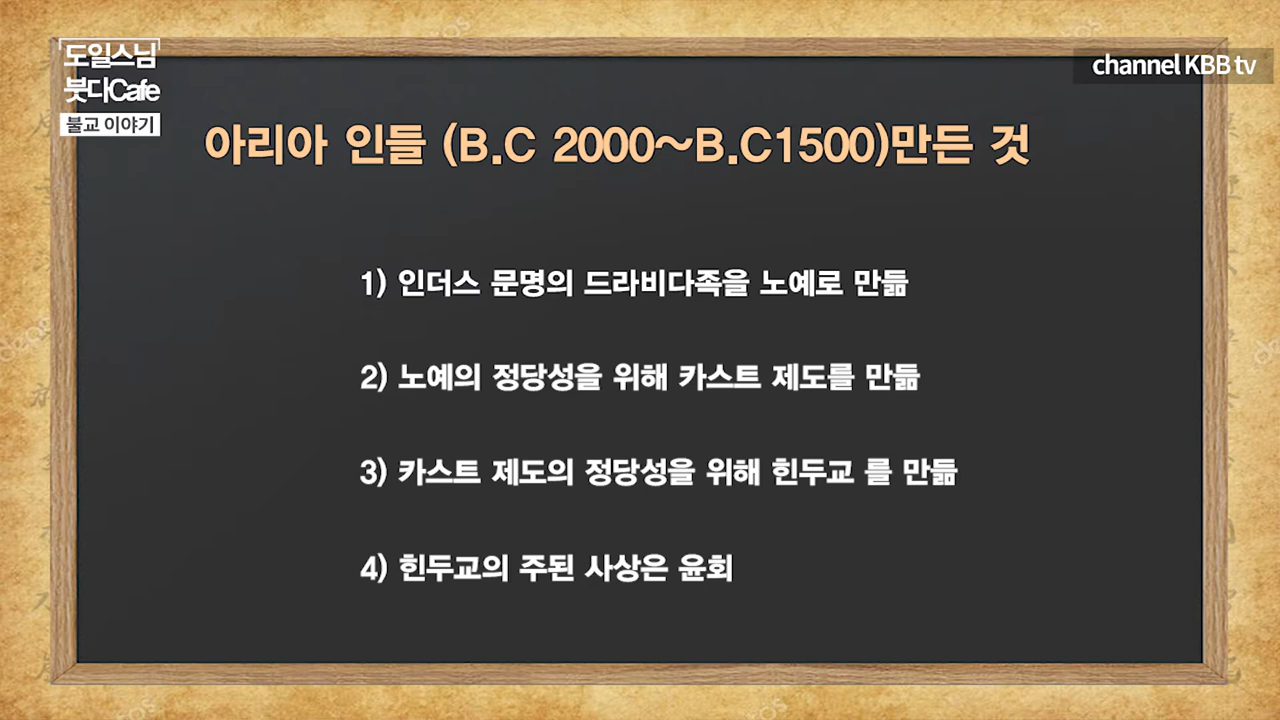 도일스님
붓다Cafe
불교 이야기
channel KBB tv
아리아 인들 (B.C 2000~B.C1500)만든 것
1) 인더스 문명의 드라비다족을 노예로 만듦
2) 노예의 정당성을 위해 카스트 제도를 만듦
3) 카스트 제도의 정당성을 위해 힌두교 를 만듦
4) 힌두교의 주된 사상은 윤회